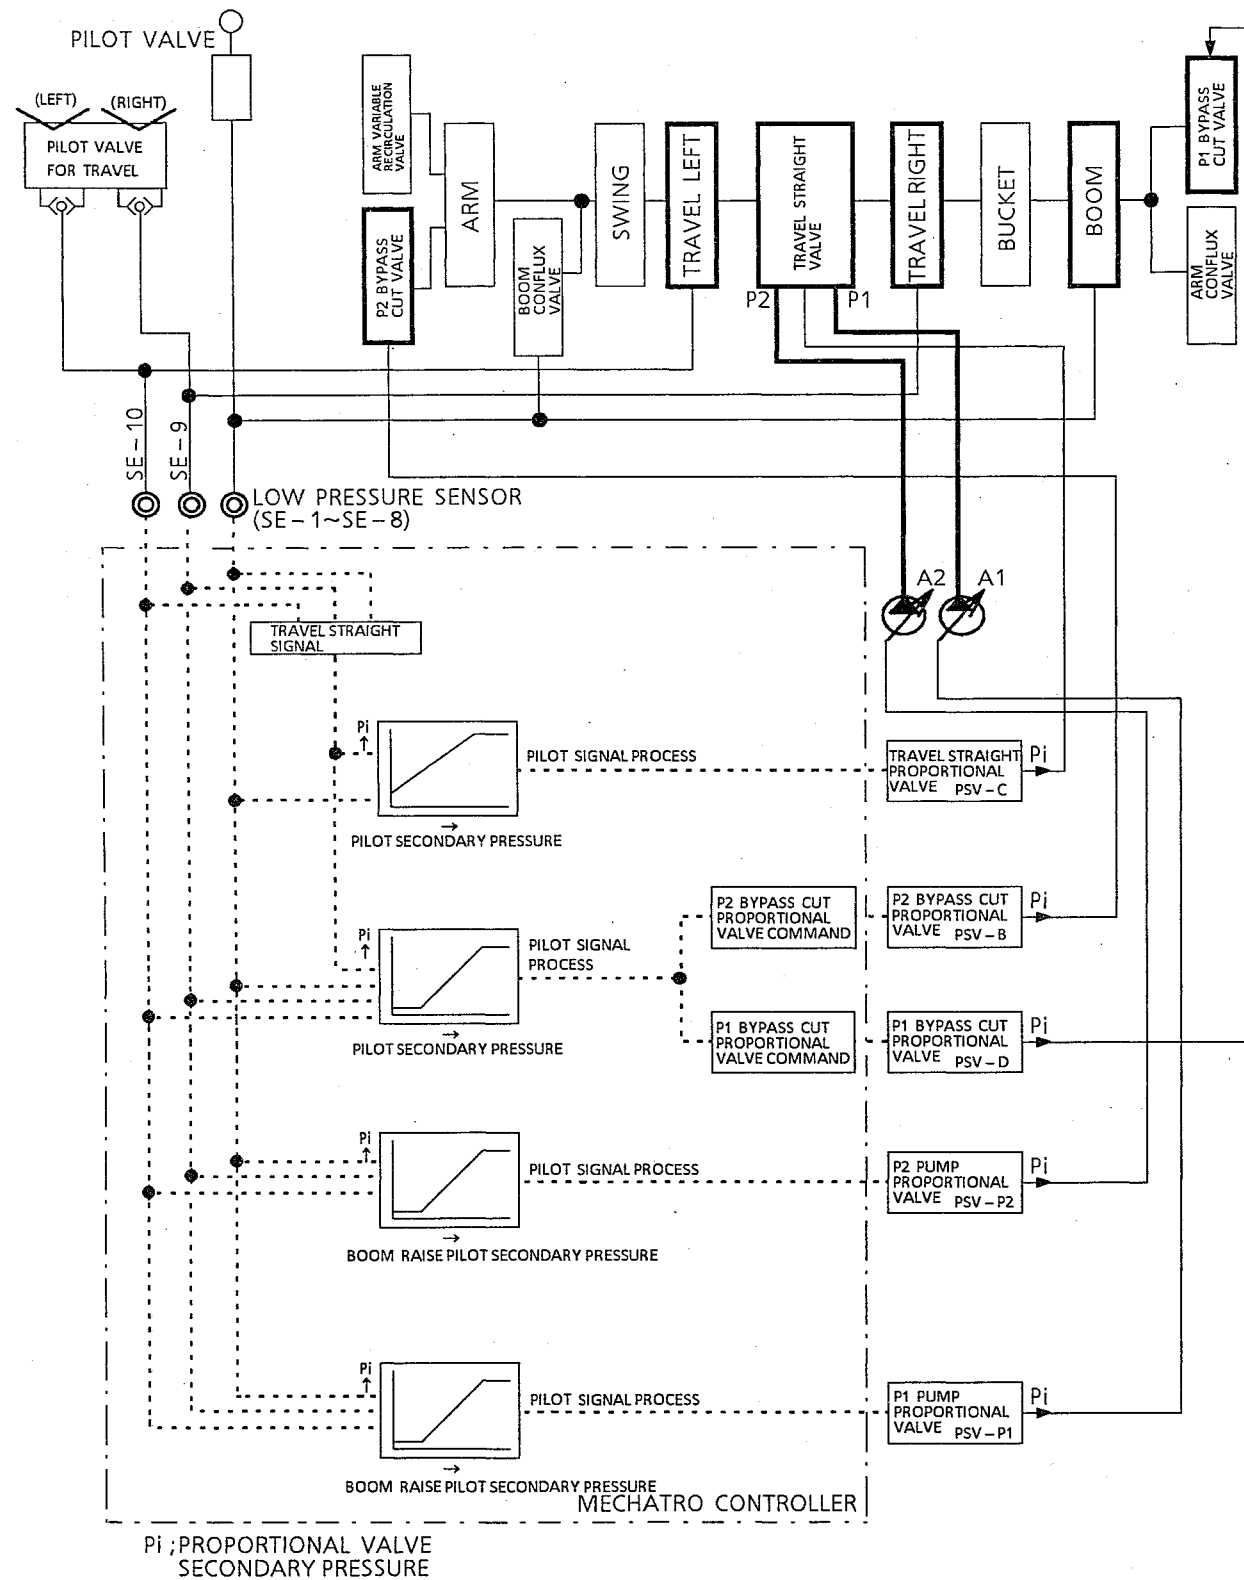 PILOT VALVE
(LEFT)
(RIGHT)
PILOT VALVE
FOR TRAVEL
ARM VARIABLE
RECIRCULATION
VALVE
P2 BYPASS
CUT VALVE
ARM
BOOM
CONFLUX
VALVE
SWING
TRAVEL LEFT
TRAVEL STRAIGHT
VALVE
TRAVEL RIGHT
BUCKET
BOOM
P1 BYPASS
CUT VALVE
ARM
CONFLUX
VALVE
P2
P1
SE-10
SE-9
LOW PRESSURE SENSOR
(SE-1~SE-8)
A2
A1
TRAVEL STRAIGHT
SIGNAL
Pi
↑
PILOT SIGNAL PROCESS
→
PILOT SECONDARY PRESSURE
TRAVEL STRAIGHT
PROPORTIONAL
VALVE PSV-C
Pi
Pi
↑
PILOT SIGNAL
PROCESS
→
PILOT SECONDARY PRESSURE
P2 BYPASS CUT
PROPORTIONAL
VALVE COMMAND
P2 BYPASS CUT
PROPORTIONAL
VALVE PSV-B
Pi
P1 BYPASS CUT
PROPORTIONAL
VALVE COMMAND
P1 BYPASS CUT
PROPORTIONAL
VALVE PSV-D
Pi
Pi
↑
PILOT SIGNAL PROCESS
→
BOOM RAISE PILOT SECONDARY PRESSURE
P2 PUMP
PROPORTIONAL
VALVE PSV-P2
Pi
Pi
↑
PILOT SIGNAL PROCESS
→
BOOM RAISE PILOT SECONDARY PRESSURE
P1 PUMP
PROPORTIONAL
VALVE PSV-P1
Pi
MECHATRO CONTROLLER
Pi ;PROPORTIONAL VALVE
SECONDARY PRESSURE